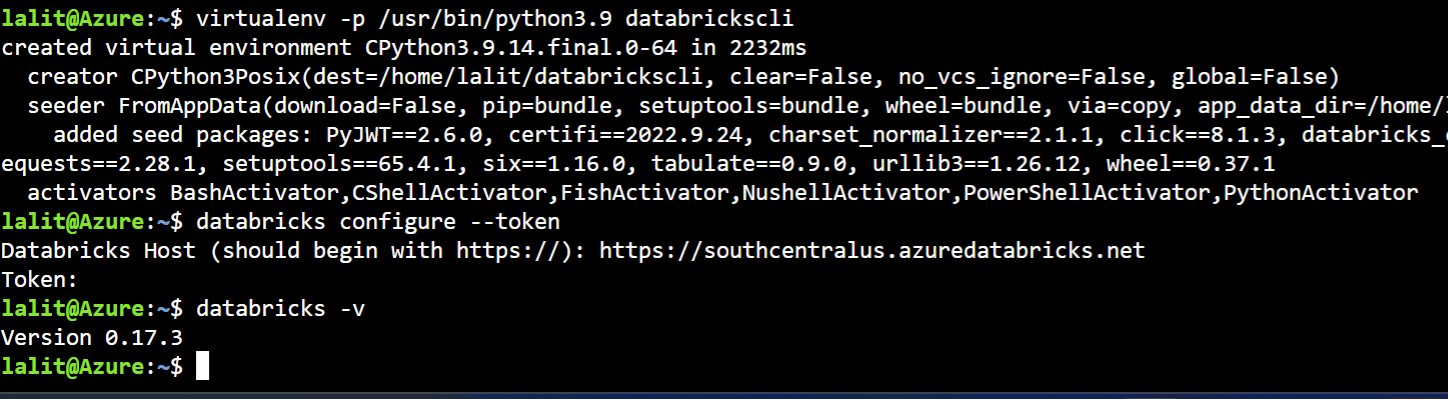 lalit@Azure:~$ virtualenv -p /usr/bin/python3.9 databrickscli
created virtual environment CPython3.9.14.final.0-64 in 2232ms
  creator CPython3Posix(dest=/home/lalit/databrickscli, clear=False, no_vcs_ignore=False, global=False)
  seeder FromAppData(download=False, pip=bundle, setuptools=bundle, wheel=bundle, via=copy, app_data_dir=/home/
    added seed packages: PyJWT==2.6.0, certifi==2022.9.24, charset_normalizer==2.1.1, click==8.1.3, databricks_
equests==2.28.1, setuptools==65.4.1, six==1.16.0, tabulate==0.9.0, urllib3==1.26.12, wheel==0.37.1
  activators BashActivator,CShellActivator,FishActivator,NushellActivator,PowerShellActivator,PythonActivator
lalit@Azure:~$ databricks configure --token
Databricks Host (should begin with https://): https://southcentralus.azuredatabricks.net
Token:
lalit@Azure:~$ databricks -v
Version 0.17.3
lalit@Azure:~$